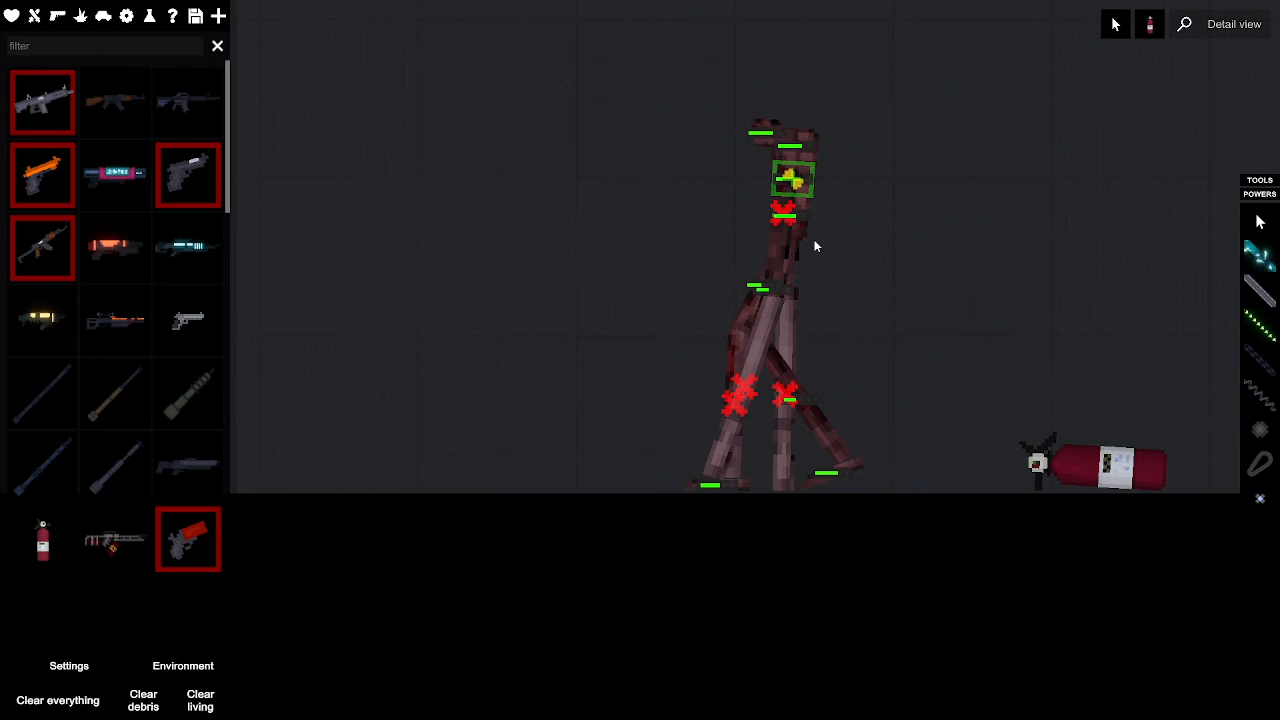 filter
Detail view
TOOLS
POWERS
Settings
Environment
Clear everything
Clear
debris
Clear
living